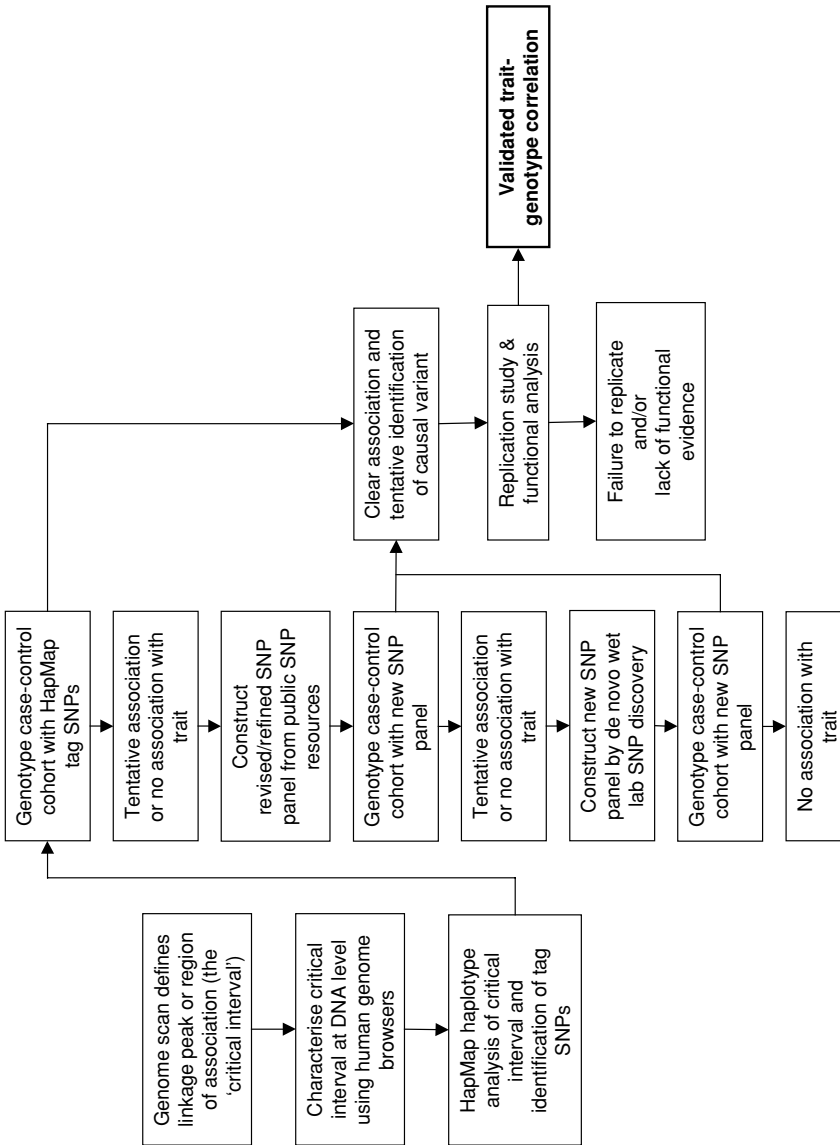 Genome scan defines
linkage peak or region
of association (the
‘critical interval’)
Characterise critical
interval at DNA level
using human genome
browsers
HapMap haplotype
analysis of critical
interval and
identification of tag
SNPs
Genotype case-control
cohort with HapMap
tag SNPs
Tentative association
or no association with
trait
Construct
revised/refined SNP
panel from public SNP
resources
Genotype case-control
cohort with new SNP
panel
Tentative association
or no association with
trait
Construct new SNP
panel by de novo wet
lab SNP discovery
Genotype case-control
cohort with new SNP
panel
No association with
trait
Clear association and
tentative identification
of causal variant
Replication study &
functional analysis
Failure to replicate
and/or
lack of functional
evidence
Validated trait-
genotype correlation